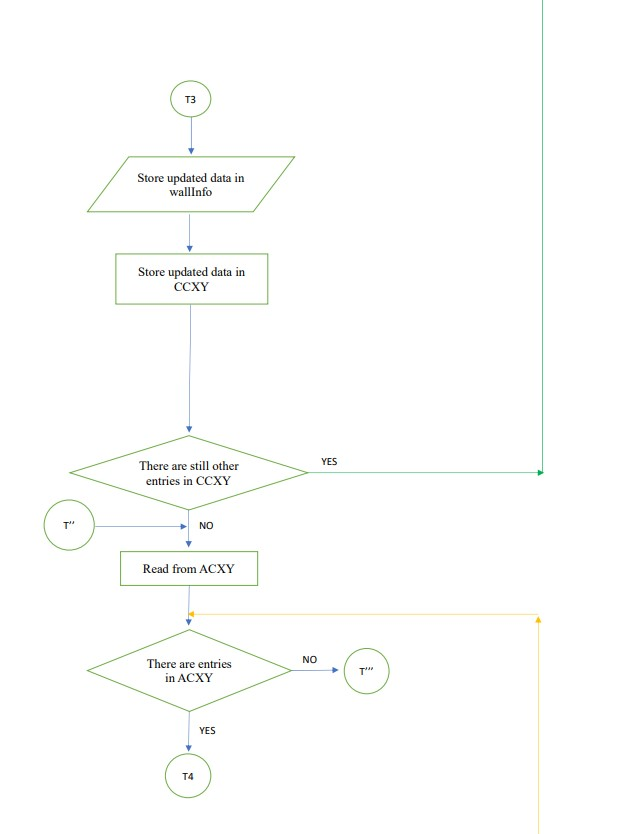 T3
Store updated data in
wallInfo
Store updated data in
CCXY
There are still other
entries in CCXY
YES
T''
NO
Read from ACXY
There are entries
in ACXY
NO
T'''
YES
T4